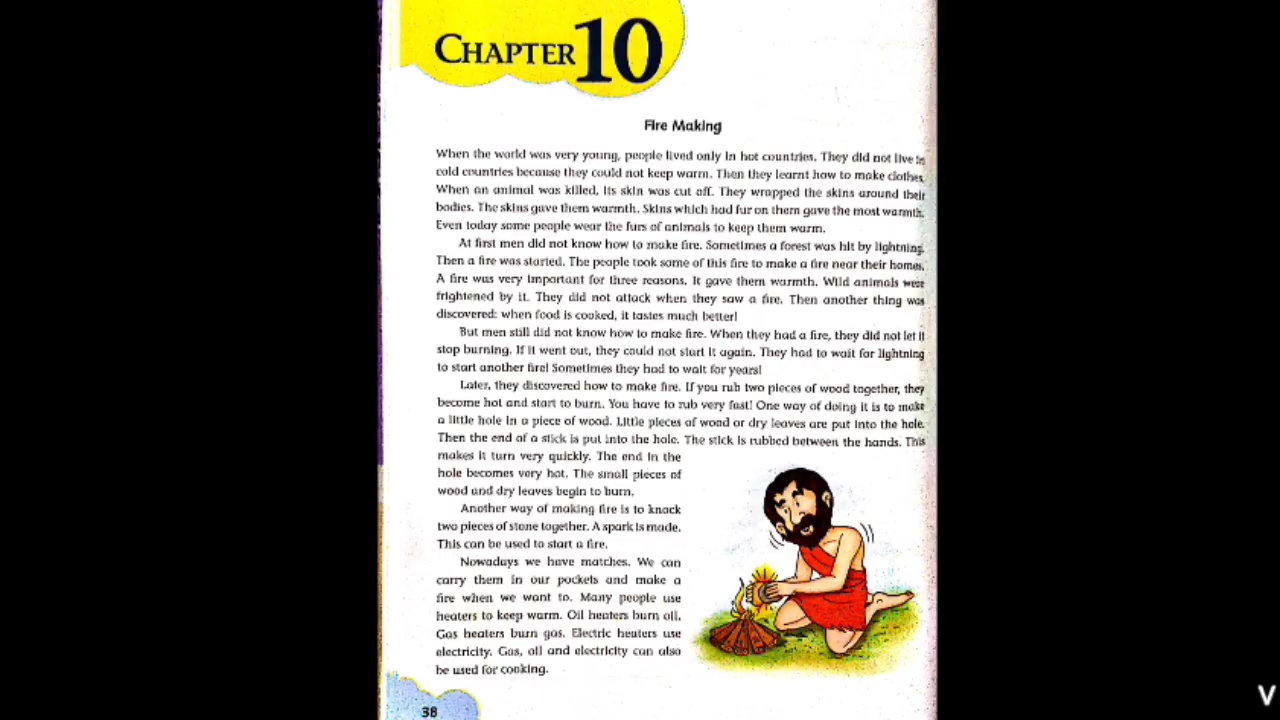 CHAPTER 10
Fire Making
When the world was very young, people lived only in hot countries. They did not live in
cold countries because they could not keep warm. Then they learnt how to make clothes.
When an animal was killed, its skin was cut off. They wrapped the skins around their
bodies. The skins gave them warmth. Skins which had fur on them gave the most warmth.
Even today some people wear the furs of animals to keep them warm.
At first men did not know how to make fire. Sometimes a forest was hit by lightning.
Then a fire was started. The people took some of this fire to make a fire near their homes.
A fire was very important for three reasons. It gave them warmth. Wild animals were
frightened by it. They did not attack when they saw a fire. Then another thing was
discovered: when food is cooked, it tastes much better!
But men still did not know how to make fire. When they had a fire, they did not let it
stop burning. If it went out, they could not start it again. They had to wait for lightning
to start another fire! Sometimes they had to wait for years!
Later, they discovered how to make fire. If you rub two pieces of wood together, they
become hot and start to burn. You have to rub very fast! One way of doing it is to make
a little hole in a piece of wood. Little pieces of wood or dry leaves are put into the hole.
Then the end of a stick is put into the hole. The stick is rubbed between the hands. This
makes it turn very quickly. The end in the
hole becomes very hot. The small pieces of
wood and dry leaves begin to burn.
Another way of making fire is to knock
two pieces of stone together. A spark is made.
This can be used to start a fire.
Nowadays we have matches. We can
carry them in our pockets and make a
fire when we want to. Many people use
heaters to keep warm. Oil heaters burn oil.
Gas heaters burn gas. Electric heaters use
electricity. Gas, oil and electricity can also
be used for cooking.
38
V